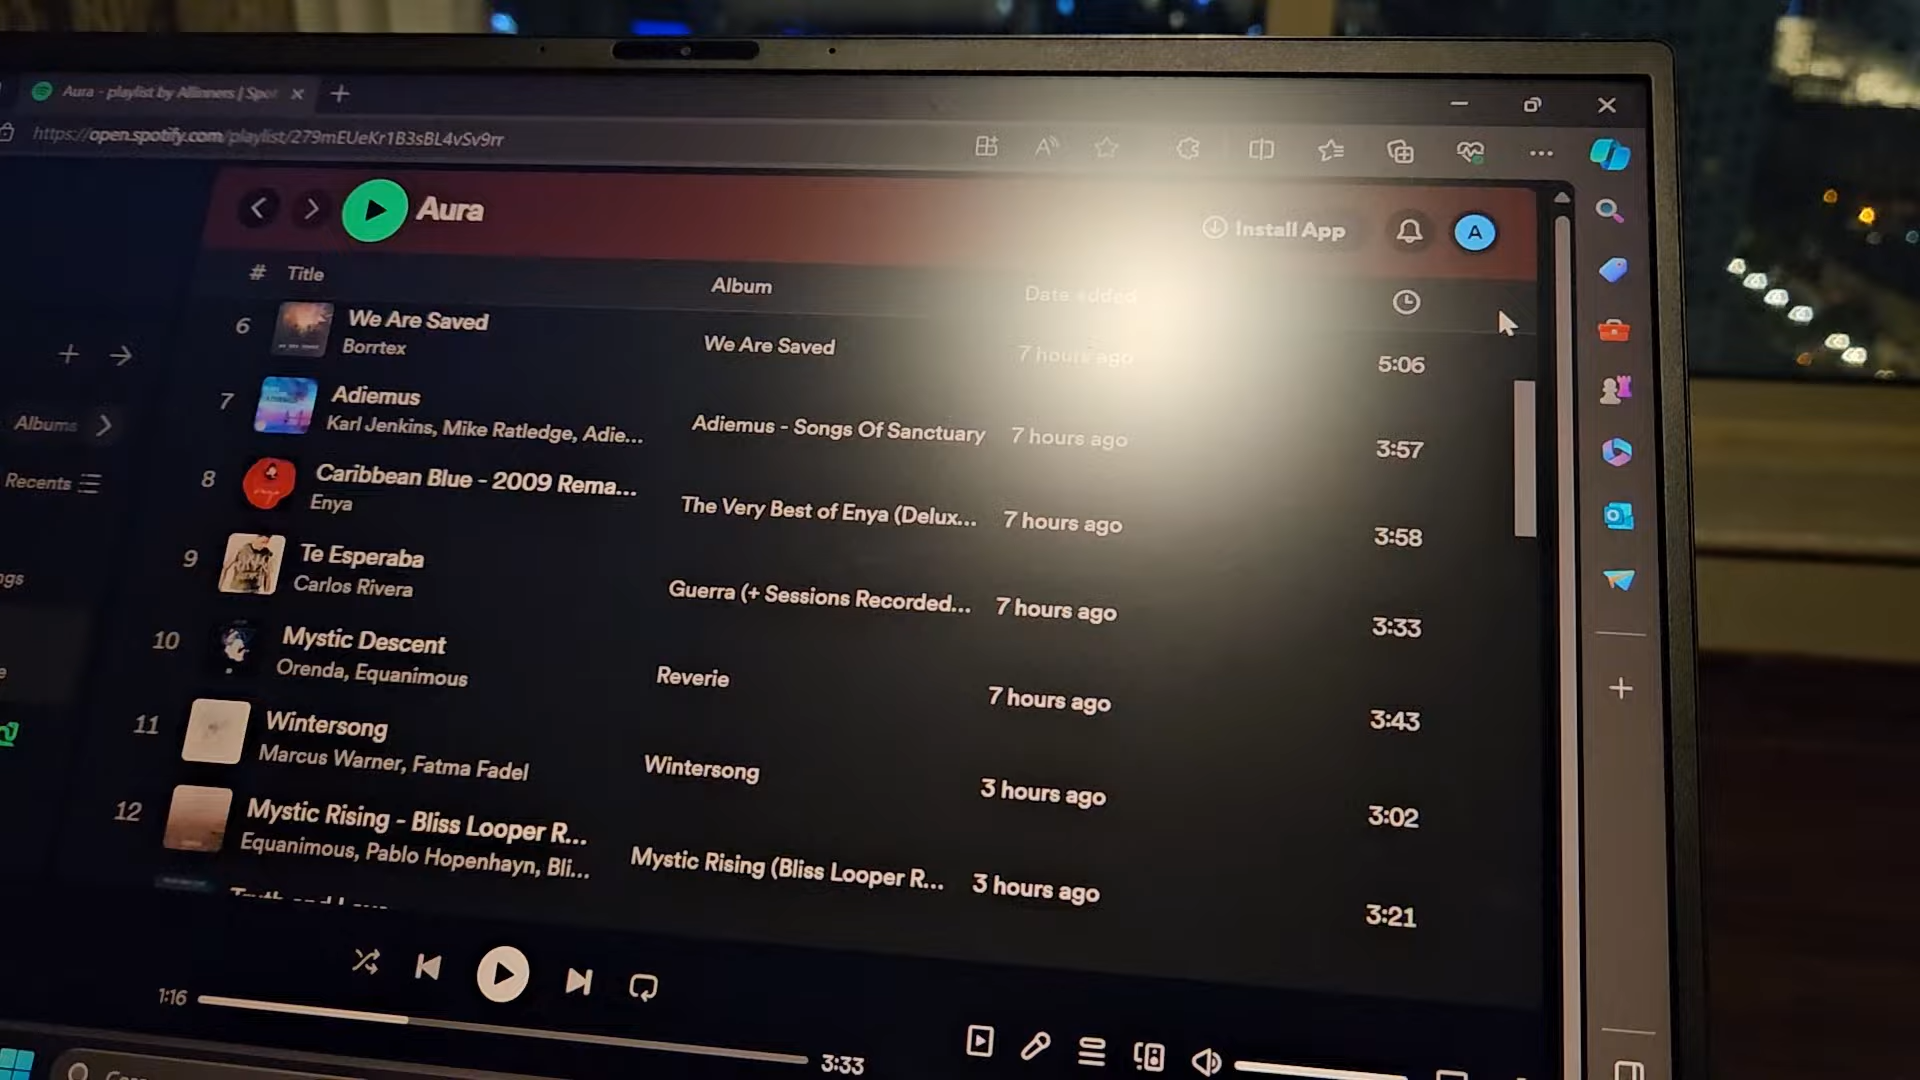 Aura - playlist by Allinners | Spot
https://open.spotify.com/playlist/279mEUeKr1B3sBL4vSv9rr
Aura
Install App
A
# Title Album Date added
6 We Are Saved We Are Saved 7 hours ago 5:06
Borrtex
7 Adiemus Adiemus - Songs Of Sanctuary 7 hours ago 3:57
Karl Jenkins, Mike Ratledge, Adie...
8 Caribbean Blue - 2009 Rema... The Very Best of Enya (Delux... 7 hours ago 3:58
Enya
9 Te Esperaba Guerra (+ Sessions Recorded... 7 hours ago 3:33
Carlos Rivera
10 Mystic Descent Reverie 7 hours ago 3:43
Orenda, Equanimous
11 Wintersong Wintersong 3 hours ago 3:02
Marcus Warner, Fatma Fadel
12 Mystic Rising - Bliss Looper R... Mystic Rising (Bliss Looper R... 3 hours ago 3:21
Equanimous, Pablo Hopenhayn, Bli...
Albums
Recents
1:16
3:33